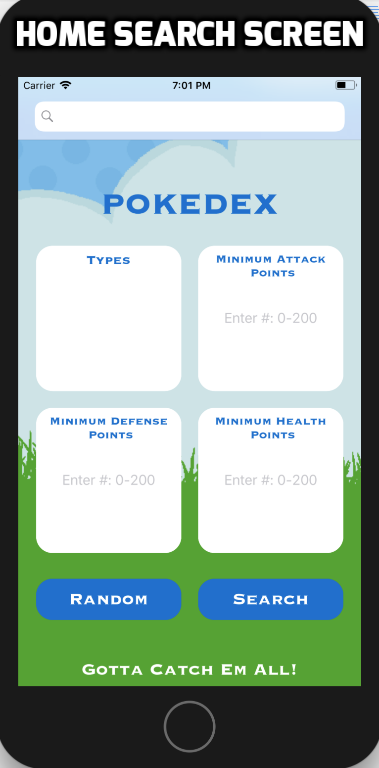 HOME SEARCH SCREEN
Carrier 7:01 PM
POKEDEX
Types
Minimum Attack
Points
Enter #: 0-200
Minimum Defense
Points
Enter #: 0-200
Minimum Health
Points
Enter #: 0-200
Random
Search
Gotta Catch Em All!